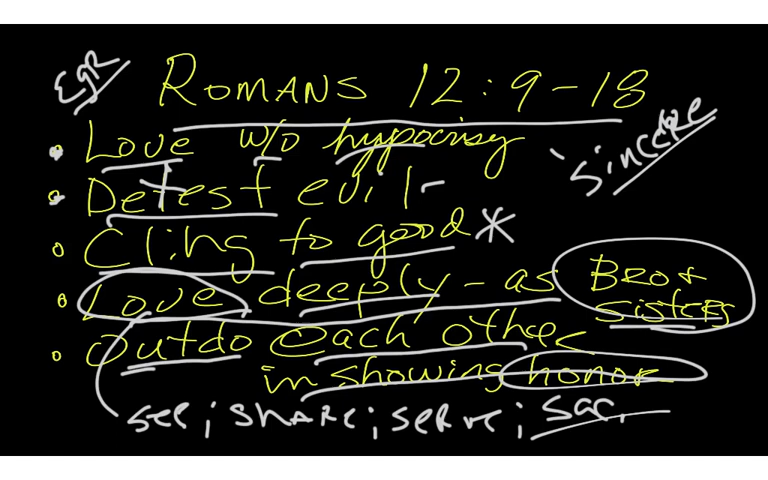 EGR
ROMANS 12:9-18
• Love w/o hypocrisy
'Sincere
• Detest evil -
• Cling to good *
• Love deeply - as Bro +
Sisters
• Outdo each other
in showing honor
See; SHARE; Serve; SAC.